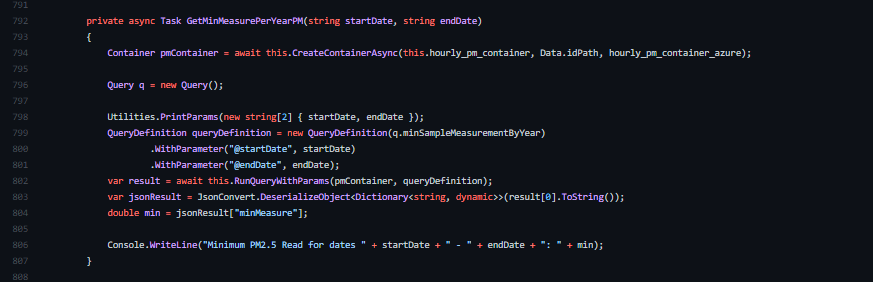 791
792 private async Task GetMinMeasurePerYearPM(string startDate, string endDate)
793 {
794 Container pmContainer = await this.CreateContainerAsync(this.hourly_pm_container, Data.idPath, hourly_pm_container_azure);
795
796 Query q = new Query();
797
798 Utilities.PrintParams(new string[2] { startDate, endDate });
799 QueryDefinition queryDefinition = new QueryDefinition(q.minSampleMeasurementByYear)
800 .WithParameter("@startDate", startDate)
801 .WithParameter("@endDate", endDate);
802 var result = await this.RunQueryWithParams(pmContainer, queryDefinition);
803 var jsonResult = JsonConvert.DeserializeObject<Dictionary<string, dynamic>>(result[0].ToString());
804 double min = jsonResult["minMeasure"];
805
806 Console.WriteLine("Minimum PM2.5 Read for dates " + startDate + " - " + endDate + ": " + min);
807 }
808